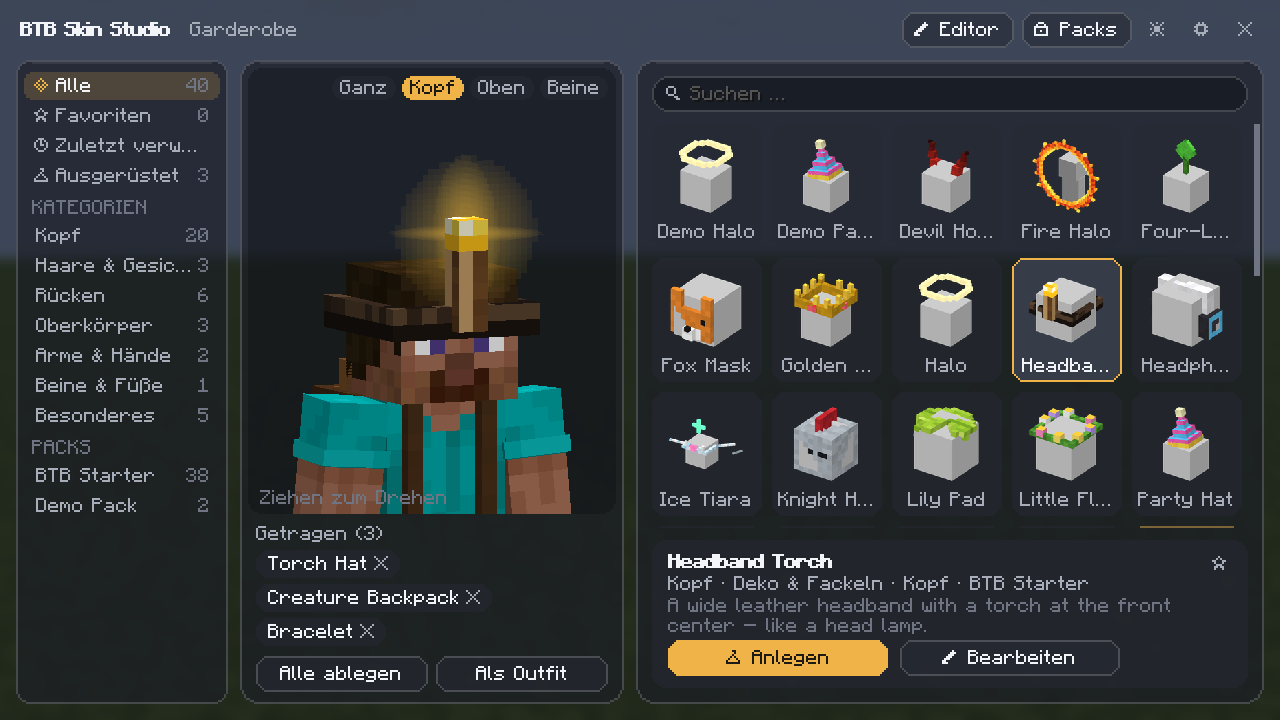 BTB Skin Studio Garderobe
Editor
Packs
Alle 40
Favoriten 0
Zuletzt verw...
Ausgerüstet 3
KATEGORIEN
Kopf 20
Haare & Gesic... 3
Rücken 6
Oberkörper 3
Arme & Hände 2
Beine & Füße 1
Besonderes 5
PACKS
BTB Starter 38
Demo Pack 2
Ganz Kopf Oben Beine
Ziehen zum Drehen
Getragen (3)
Torch Hat
Creature Backpack
Bracelet
Alle ablegen Als Outfit
Suchen ...
Demo Halo Demo Pa... Devil Ho... Fire Halo Four-L...
Fox Mask Golden ... Halo Headba... Headph...
Ice Tiara Knight H... Lily Pad Little Fl... Party Hat
Headband Torch
Kopf · Deko & Fackeln · Kopf · BTB Starter
A wide leather headband with a torch at the front
center – like a head lamp.
Anlegen Bearbeiten